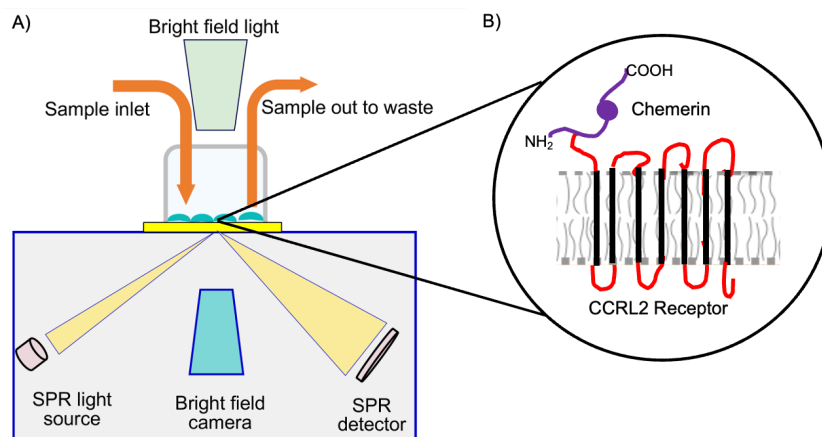 A)
Bright field light
Sample inlet
Sample out to waste
SPR light
source
Bright field
camera
SPR
detector
B)
COOH
Chemerin
NH₂
CCRL2 Receptor